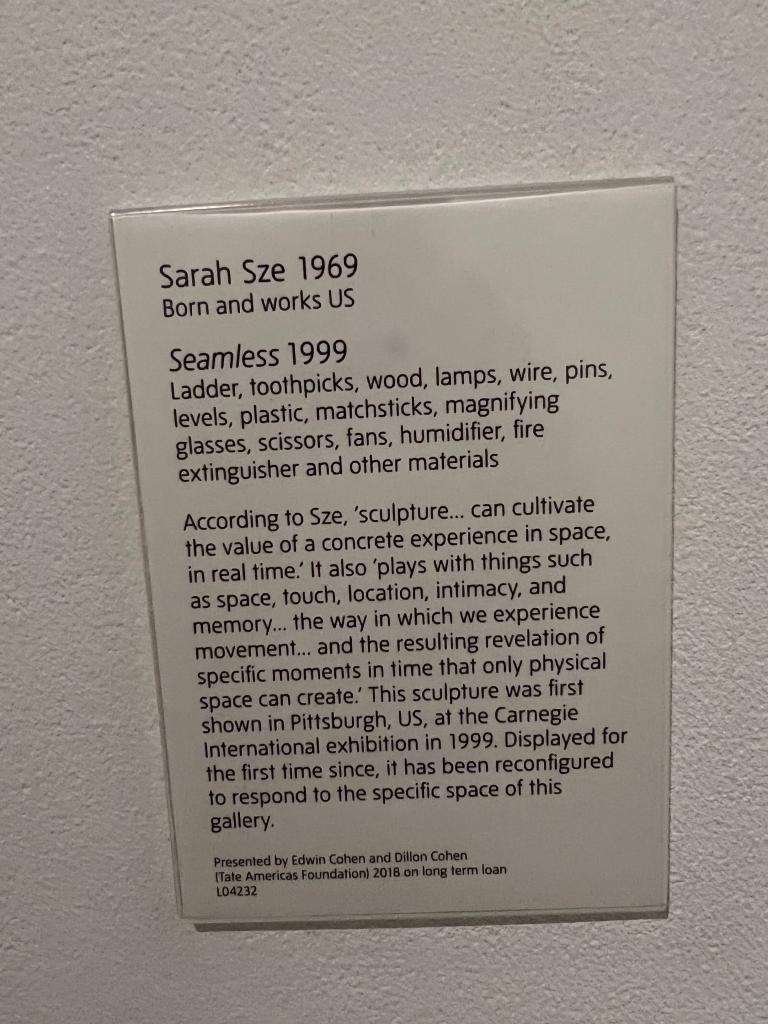 Sarah Sze 1969
Born and works US
Seamless 1999
Ladder, toothpicks, wood, lamps, wire, pins,
levels, plastic, matchsticks, magnifying
glasses, scissors, fans, humidifier, fire
extinguisher and other materials
According to Sze, 'sculpture... can cultivate
the value of a concrete experience in space,
in real time.' It also 'plays with things such
as space, touch, location, intimacy, and
memory... the way in which we experience
movement... and the resulting revelation of
specific moments in time that only physical
space can create.' This sculpture was first
shown in Pittsburgh, US, at the Carnegie
International exhibition in 1999. Displayed for
the first time since, it has been reconfigured
to respond to the specific space of this
gallery.
Presented by Edwin Cohen and Dillon Cohen
(Tate Americas Foundation) 2018 on long term loan
L04232